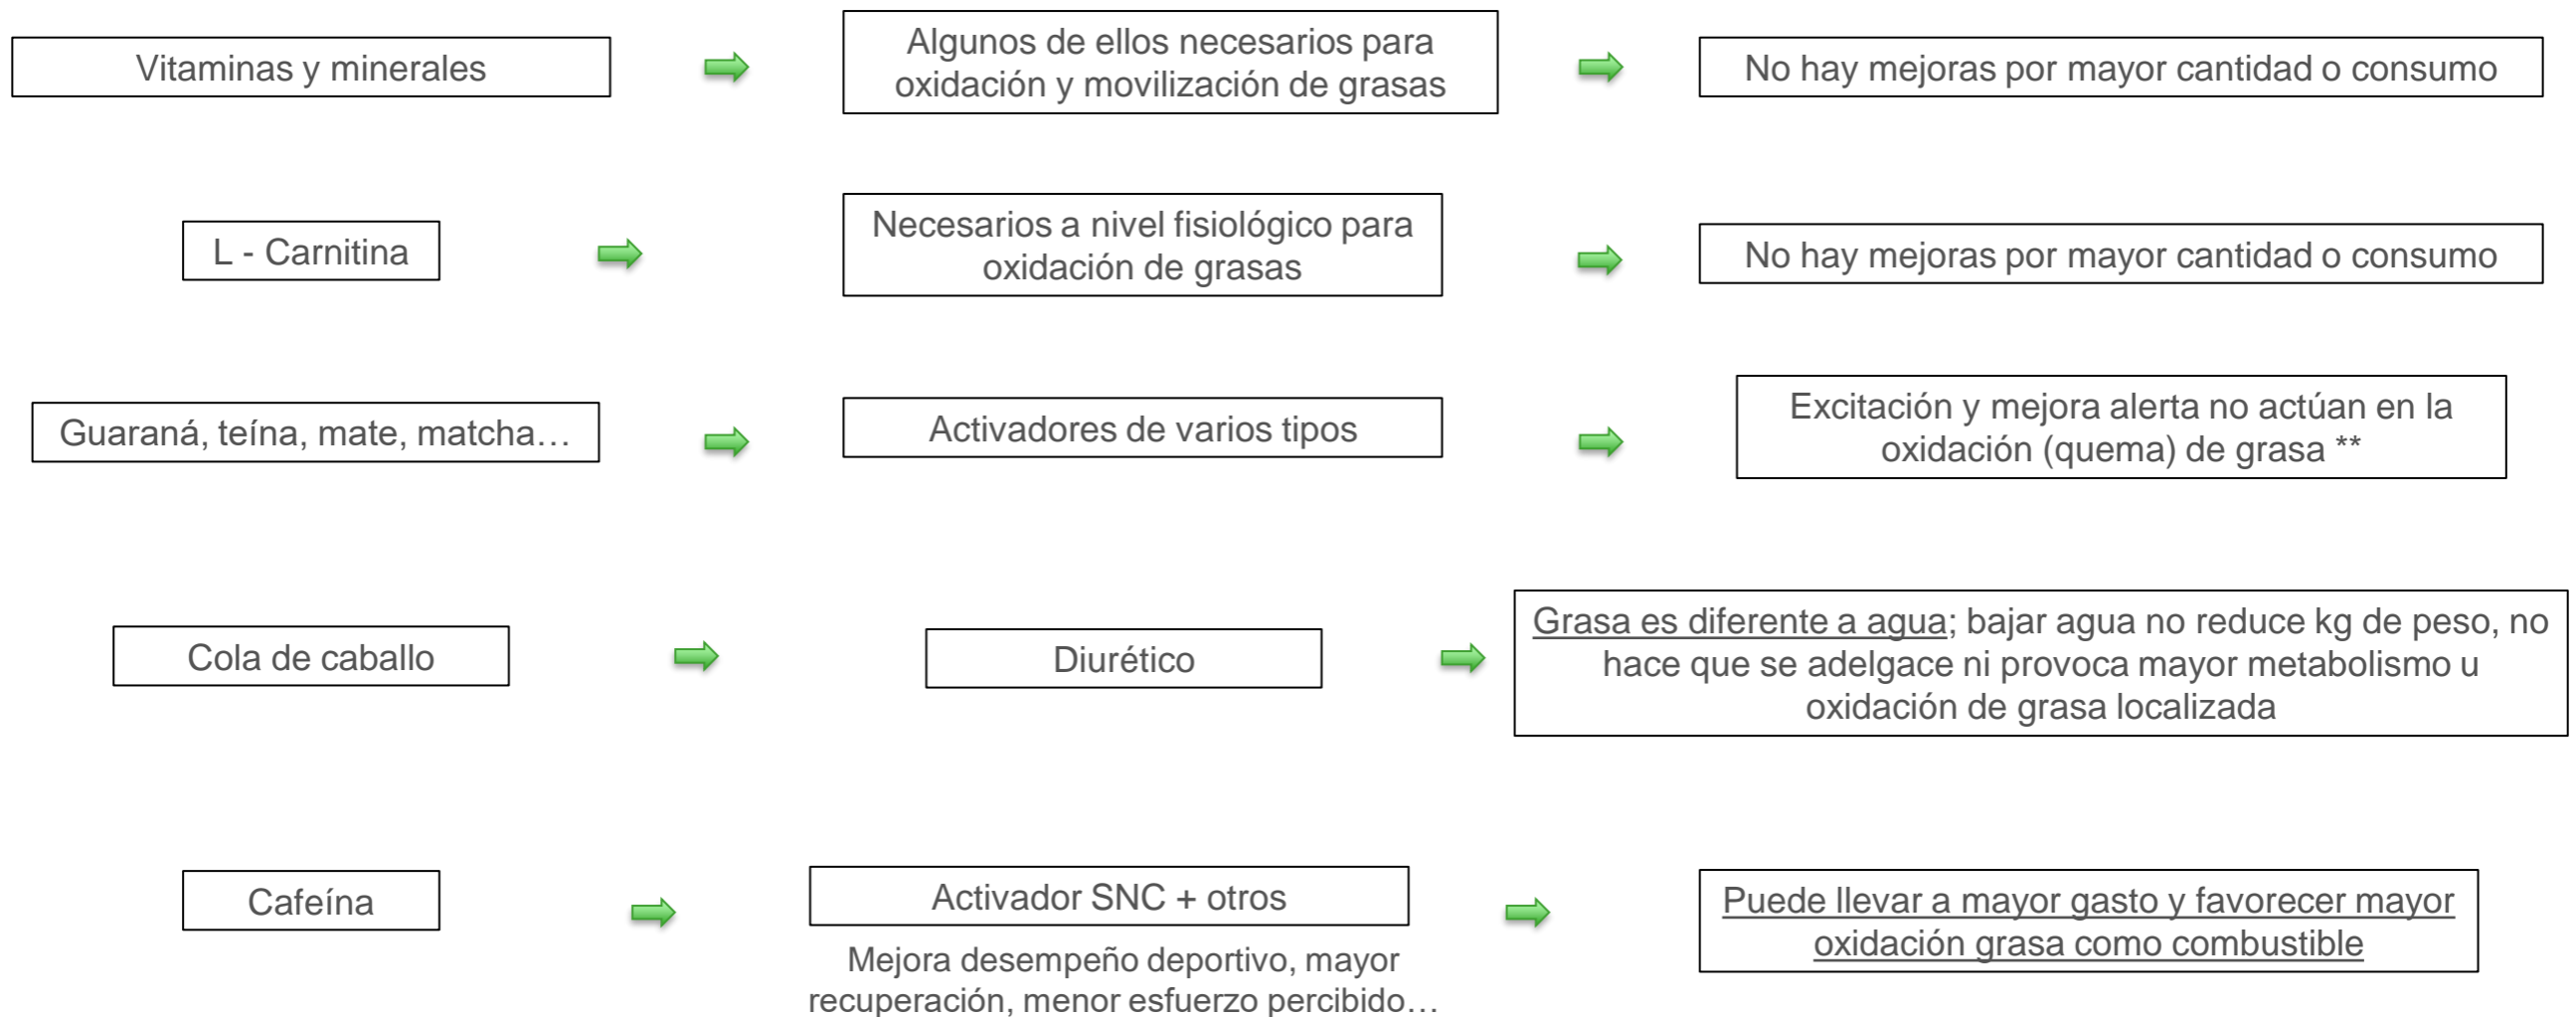 Vitaminas y minerales
Algunos de ellos necesarios para
oxidación y movilización de grasas
No hay mejoras por mayor cantidad o consumo
L - Carnitina
Necesarios a nivel fisiológico para
oxidación de grasas
No hay mejoras por mayor cantidad o consumo
Guaraná, teína, mate, matcha…
Activadores de varios tipos
Excitación y mejora alerta no actúan en la
oxidación (quema) de grasa **
Cola de caballo
Diurético
Grasa es diferente a agua; bajar agua no reduce kg de peso, no
hace que se adelgace ni provoca mayor metabolismo u
oxidación de grasa localizada
Cafeína
Activador SNC + otros
Mejora desempeño deportivo, mayor
recuperación, menor esfuerzo percibido…
Puede llevar a mayor gasto y favorecer mayor
oxidación grasa como combustible